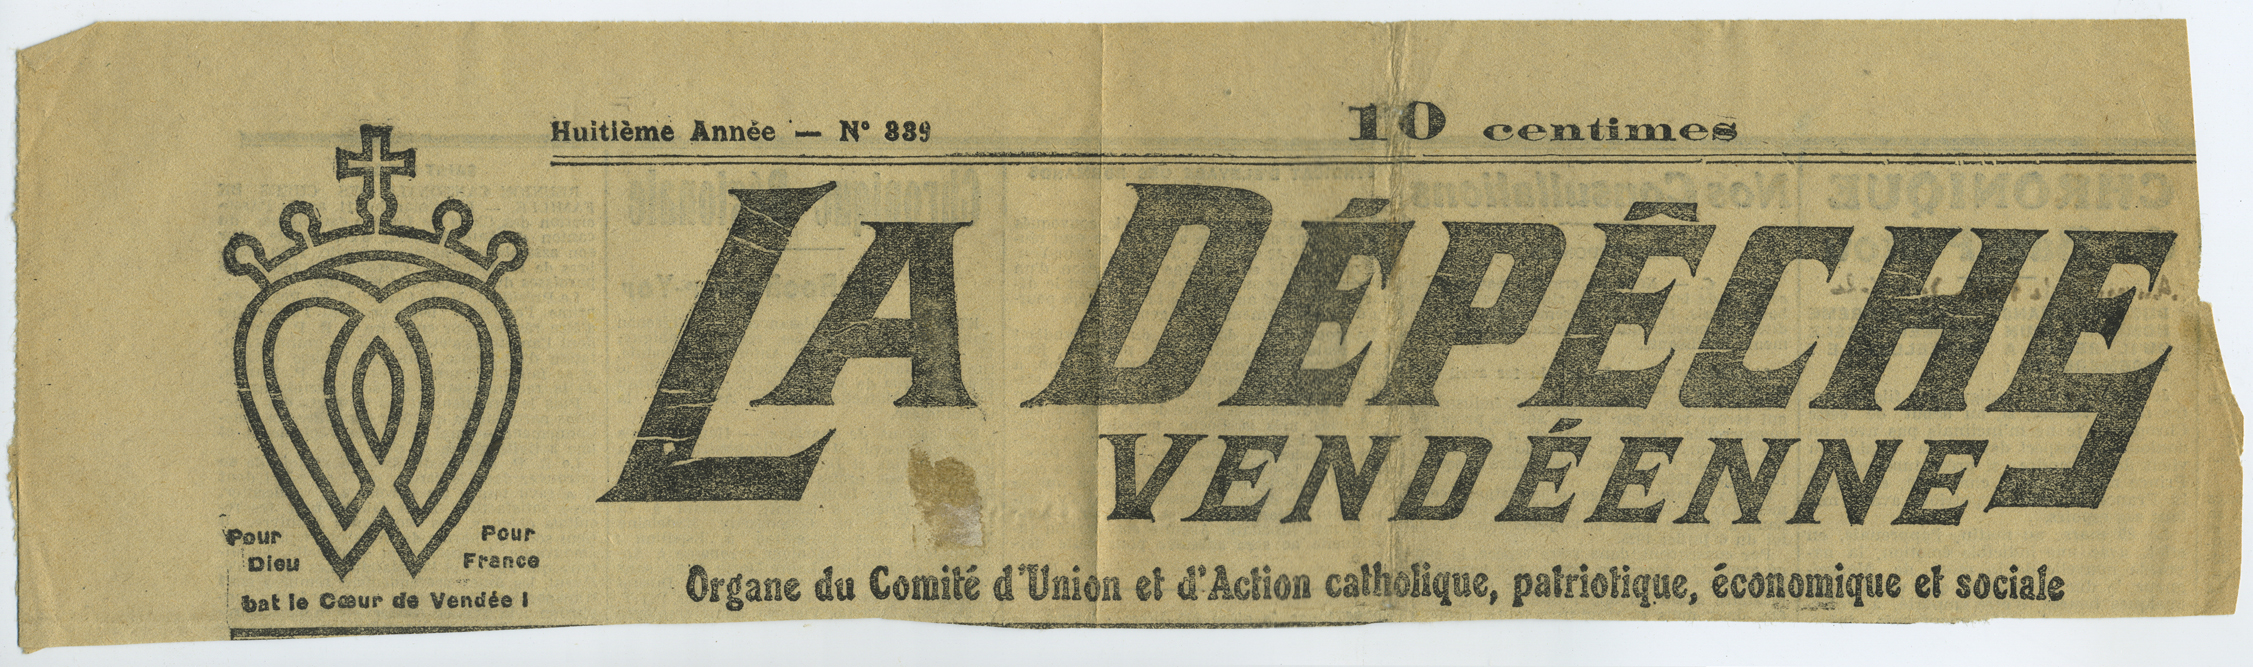 Huitième Année — N° 339
10 centimes
LA DÉPÊCHE
VENDÉENNE
Pour Dieu
Pour France
bat le Cœur de Vendée !
Organe du Comité d'Union et d'Action catholique, patriotique, économique et sociale